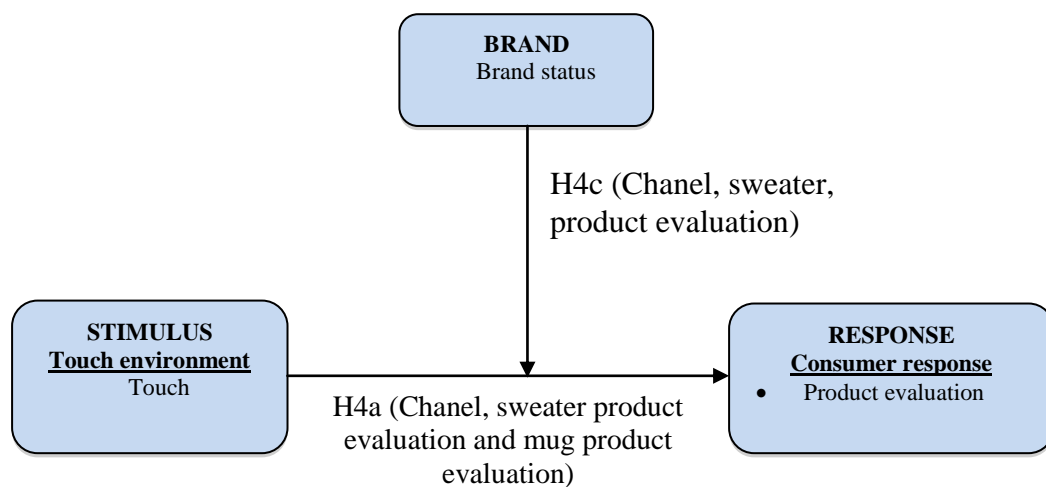 BRAND
Brand status
H4c (Chanel, sweater,
product evaluation)
STIMULUS
Touch environment
Touch
RESPONSE
Consumer response
• Product evaluation
H4a (Chanel, sweater product
evaluation and mug product
evaluation)